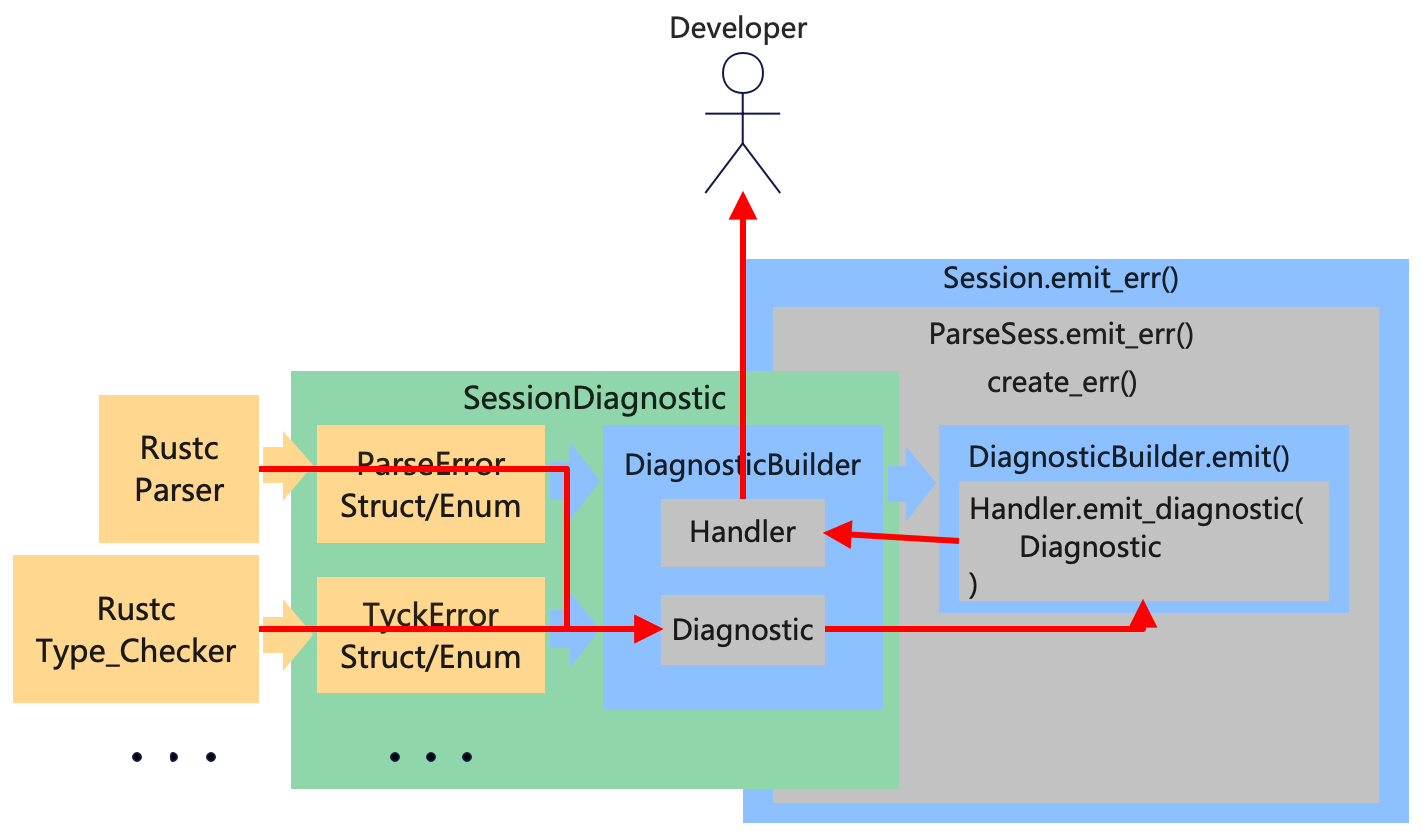 Developer
Session.emit_err()
ParseSess.emit_err()
create_err()
SessionDiagnostic
Rustc
Parser
ParseError
Struct/Enum
DiagnosticBuilder
Handler
DiagnosticBuilder.emit()
Handler.emit_diagnostic(
Diagnostic
)
Rustc
Type_Checker
TyckError
Struct/Enum
Diagnostic
. . .
. . .